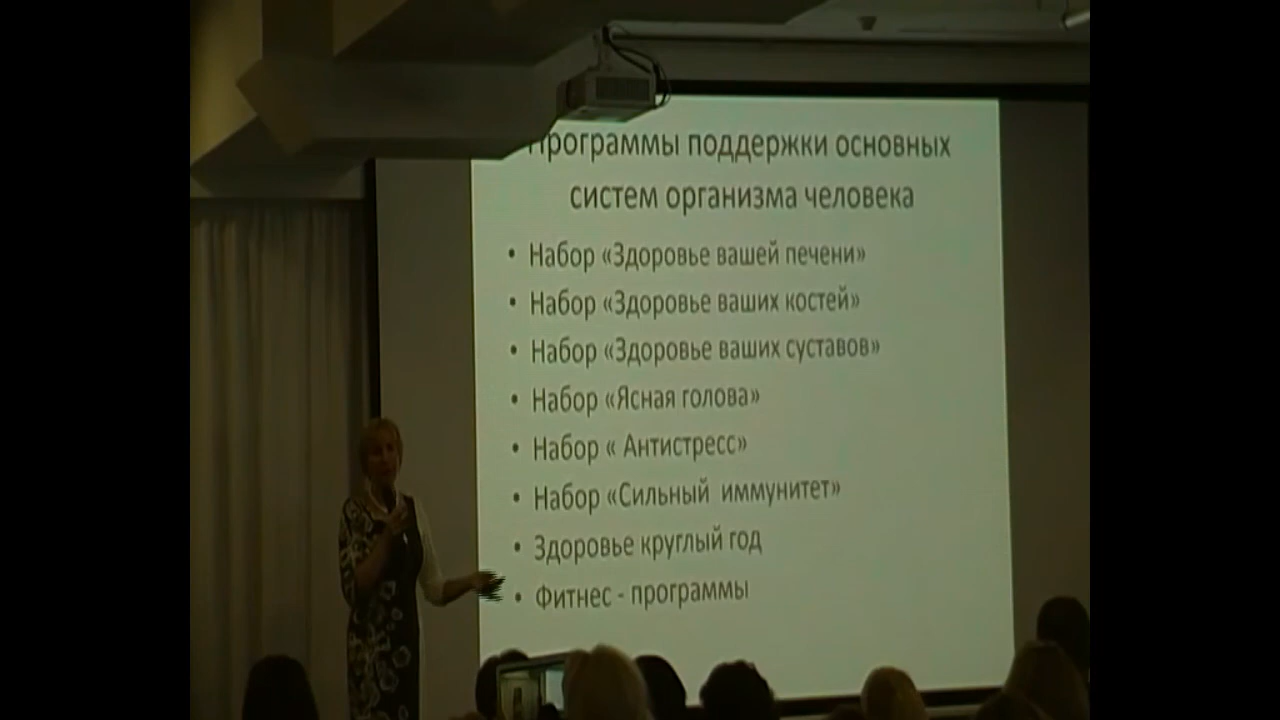 Программы поддержки основных
систем организма человека
• Набор «Здоровье вашей печени»
• Набор «Здоровье ваших костей»
• Набор «Здоровье ваших суставов»
• Набор «Ясная голова»
• Набор « Антистресс»
• Набор «Сильный иммунитет»
• Здоровье круглый год
• Фитнес - программы